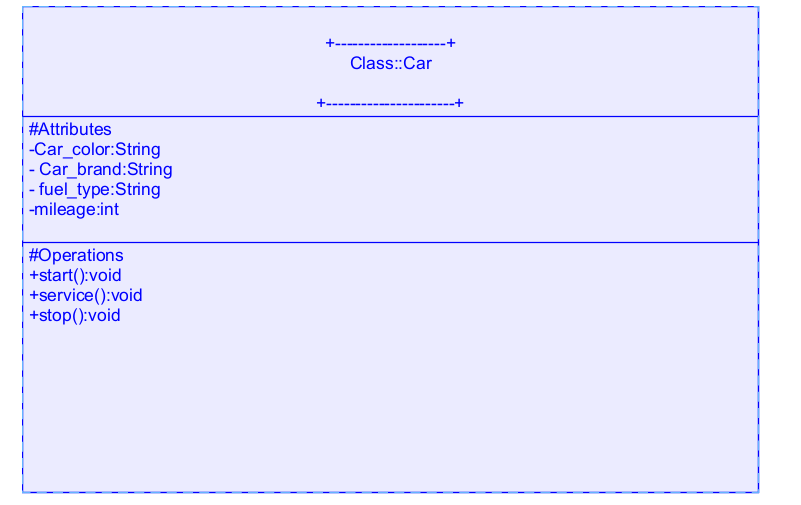 +-------------------+
Class::Car
+----------------------+
#Attributes
-Car_color:String
- Car_brand:String
- fuel_type:String
-mileage:int
#Operations
+start():void
+service():void
+stop():void